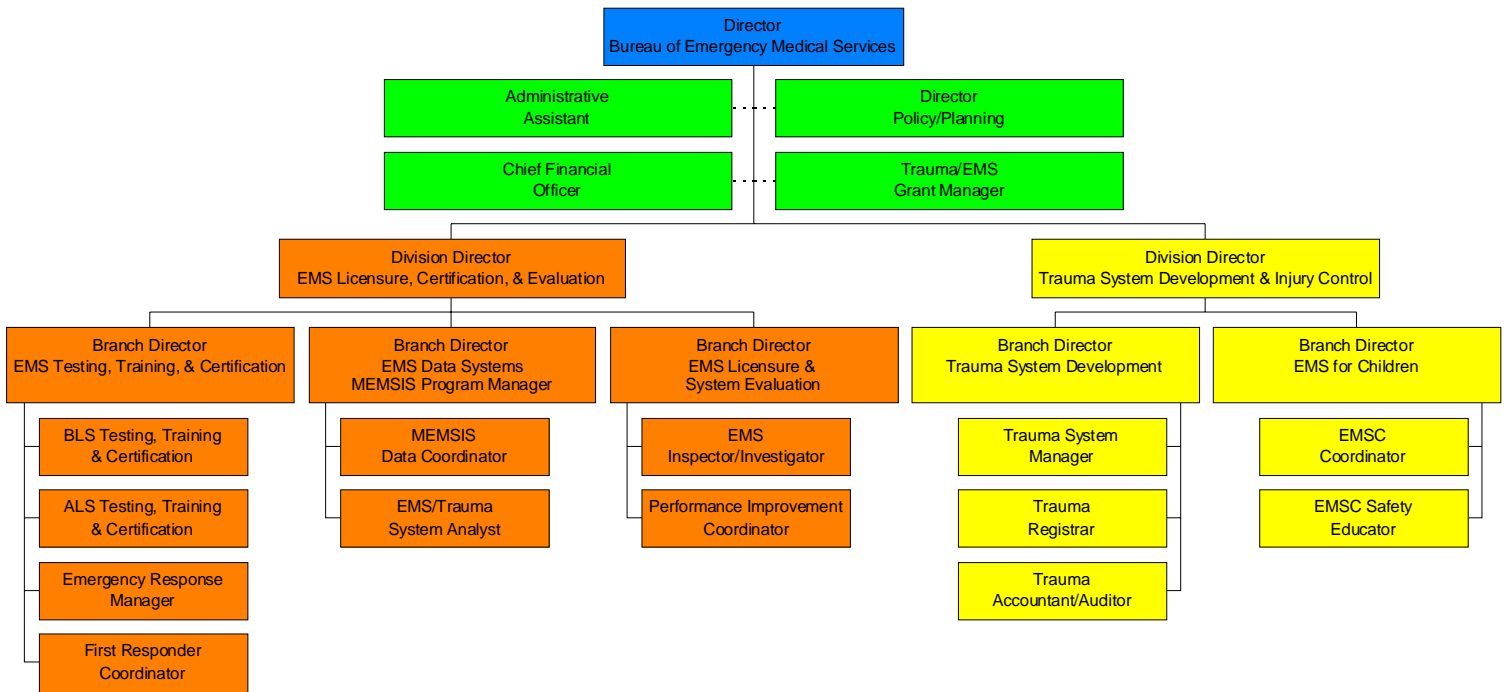 Director
Bureau of Emergency Medical Services
Administrative
Assistant
Director
Policy/Planning
Chief Financial
Officer
Trauma/EMS
Grant Manager
Division Director
EMS Licensure, Certification, & Evaluation
Division Director
Trauma System Development & Injury Control
Branch Director
EMS Testing, Training, & Certification
Branch Director
EMS Data Systems
MEMSIS Program Manager
Branch Director
EMS Licensure &
System Evaluation
Branch Director
Trauma System Development
Branch Director
EMS for Children
BLS Testing, Training
& Certification
ALS Testing, Training
& Certification
Emergency Response
Manager
First Responder
Coordinator
MEMSIS
Data Coordinator
EMS/Trauma
System Analyst
EMS
Inspector/Investigator
Performance Improvement
Coordinator
Trauma System
Manager
Trauma
Registrar
Trauma
Accountant/Auditor
EMSC
Coordinator
EMSC Safety
Educator